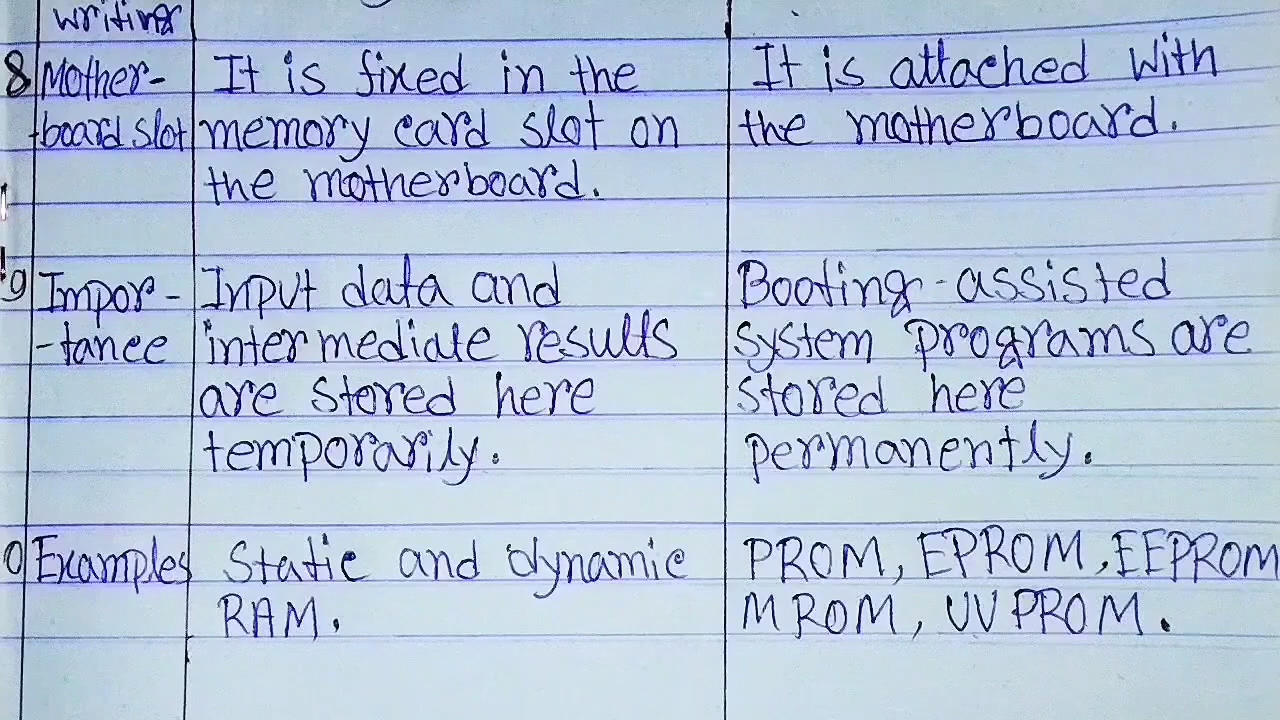 writing
8 Mother- It is fixed in the It is attached with
-board slot memory card slot on the motherboard.
the motherboard.
9 Impor- Input data and Booting-assisted
-tance intermediate results system programs are
are stored here stored here
temporarily. permanently.
0 Examples Static and dynamic PROM, EPROM, EEPROM
RAM. MROM, UVPROM.